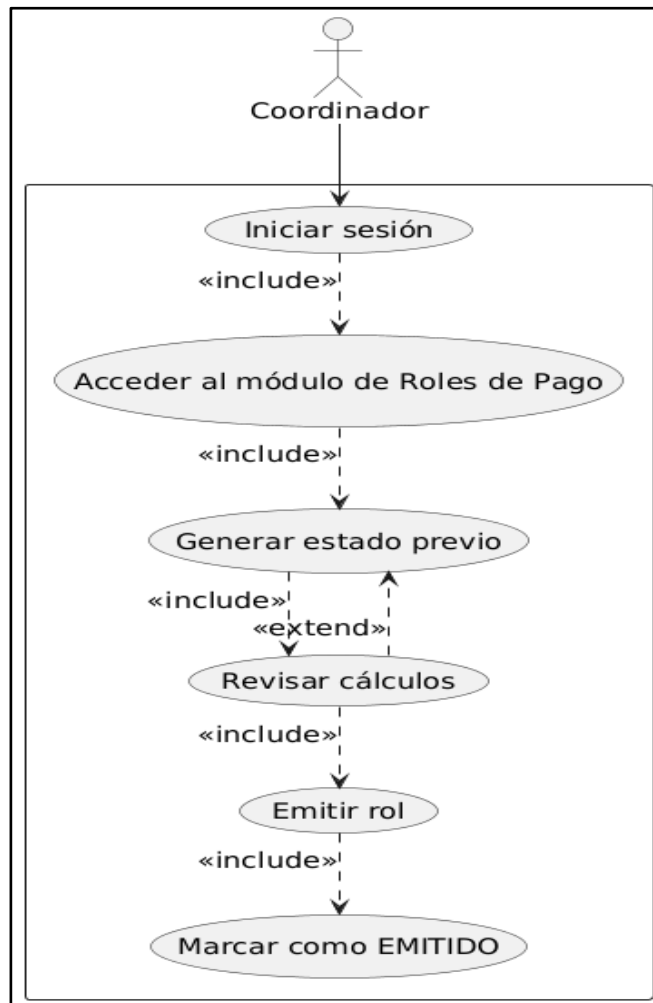 Coordinador
Iniciar sesión
«include»
Acceder al módulo de Roles de Pago
«include»
Generar estado previo
«include»
«extend»
Revisar cálculos
«include»
Emitir rol
«include»
Marcar como EMITIDO